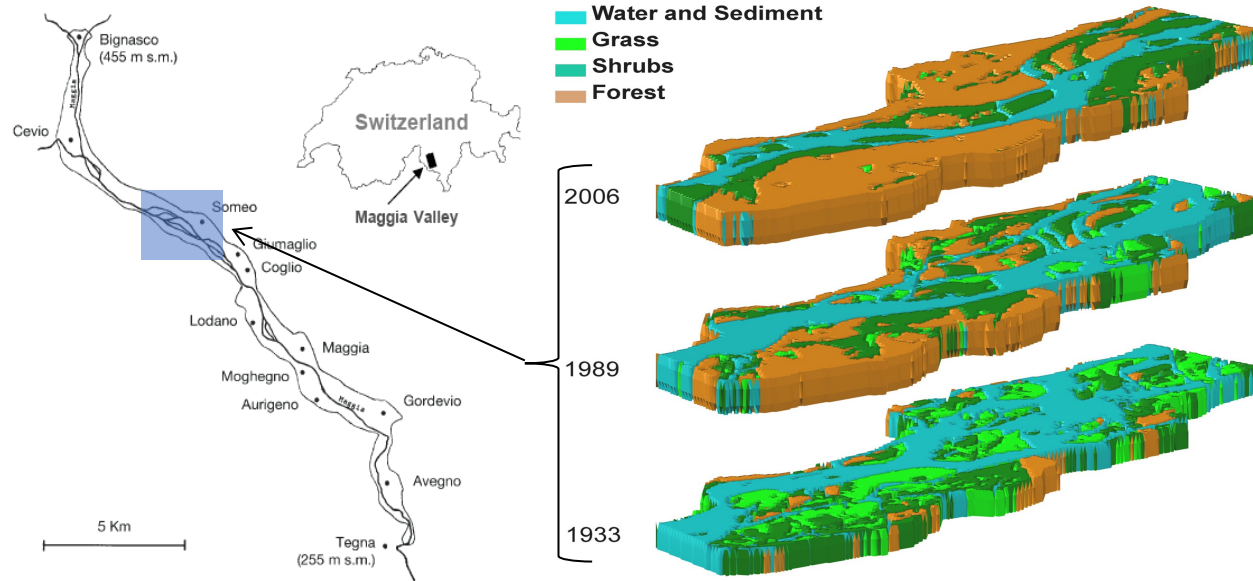 Bignasco
(455 m s.m.)
Maggia
Cevio
Someo
Giumaglio
Coglio
Lodano
Maggia
Moghegno
Aurigeno
Maggia
Gordevio
Avegno
5 Km
Tegna
(255 m s.m.)
Switzerland
Maggia Valley
Water and Sediment
Grass
Shrubs
Forest
2006
1989
1933